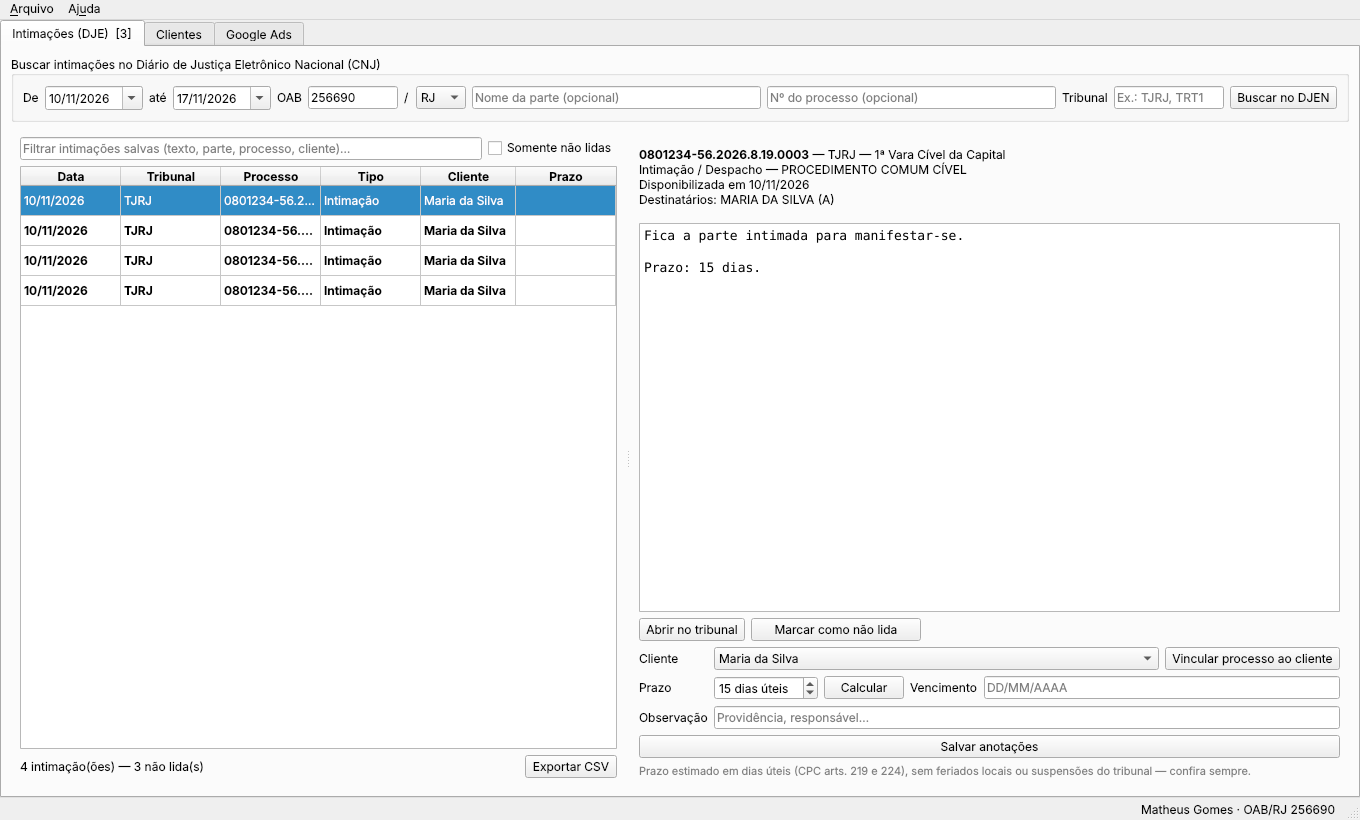 Arquivo Ajuda
Intimações (DJE) [3] Clientes Google Ads
Buscar intimações no Diário de Justiça Eletrônico Nacional (CNJ)
De 10/11/2026 até 17/11/2026 OAB 256690 / RJ Nome da parte (opcional) Nº do processo (opcional) Tribunal Ex.: TJRJ, TRT1 Buscar no DJEN
Filtrar intimações salvas (texto, parte, processo, cliente)... Somente não lidas
Data Tribunal Processo Tipo Cliente Prazo
10/11/2026 TJRJ 0801234-56.2... Intimação Maria da Silva
10/11/2026 TJRJ 0801234-56.... Intimação Maria da Silva
10/11/2026 TJRJ 0801234-56.... Intimação Maria da Silva
10/11/2026 TJRJ 0801234-56.... Intimação Maria da Silva
4 intimação(ões) — 3 não lida(s) Exportar CSV
0801234-56.2026.8.19.0003 — TJRJ — 1ª Vara Cível da Capital
Intimação / Despacho — PROCEDIMENTO COMUM CÍVEL
Disponibilizada em 10/11/2026
Destinatários: MARIA DA SILVA (A)
Fica a parte intimada para manifestar-se.
Prazo: 15 dias.
Abrir no tribunal Marcar como não lida
Cliente Maria da Silva Vincular processo ao cliente
Prazo 15 dias úteis Calcular Vencimento DD/MM/AAAA
Observação Providência, responsável...
Salvar anotações
Prazo estimado em dias úteis (CPC arts. 219 e 224), sem feriados locais ou suspensões do tribunal — confira sempre.
Matheus Gomes · OAB/RJ 256690